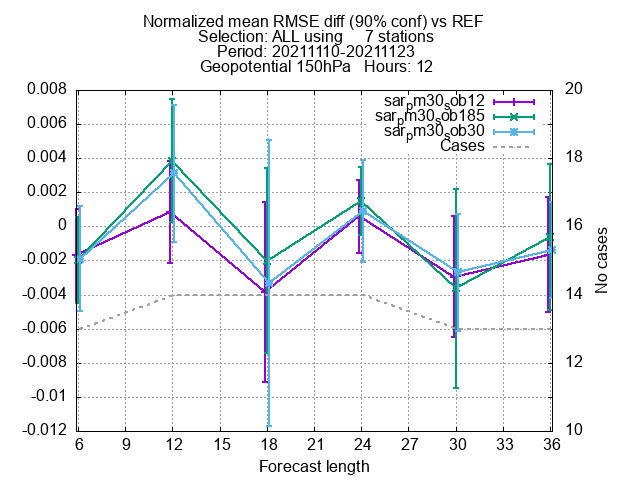 Normalized mean RMSE diff (90% conf) vs REF
Selection: ALL using 7 stations
Period: 20211110-20211123
Geopotential 150hPa Hours: 12
0.008
0.006
0.004
0.002
0
-0.002
-0.004
-0.006
-0.008
-0.01
-0.012
20
18
16
14
12
10
No cases
sarpm30sob12
sarpm30sob185
sarpm30sob30
Cases
6 9 12 15 18 21 24 27 30 33 36
Forecast length